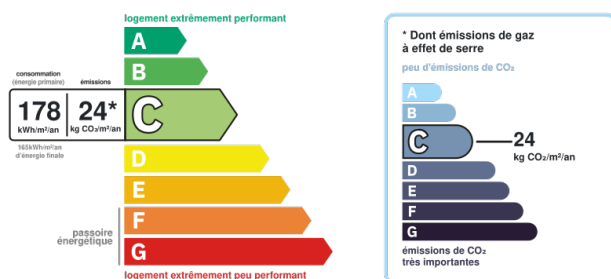 logement extrêmement performant
A
B
consommation
(énergie primaire)
émissions
178
kWh/m²/an
24*
kg CO₂/m²/an
C
165kWh/m²/an
d'énergie finale
D
E
F
passoire
énergétique
G
logement extrêmement peu performant
* Dont émissions de gaz
à effet de serre
peu d'émissions de CO₂
A
B
C
24
kg CO₂/m²/an
D
E
F
G
émissions de CO₂
très importantes